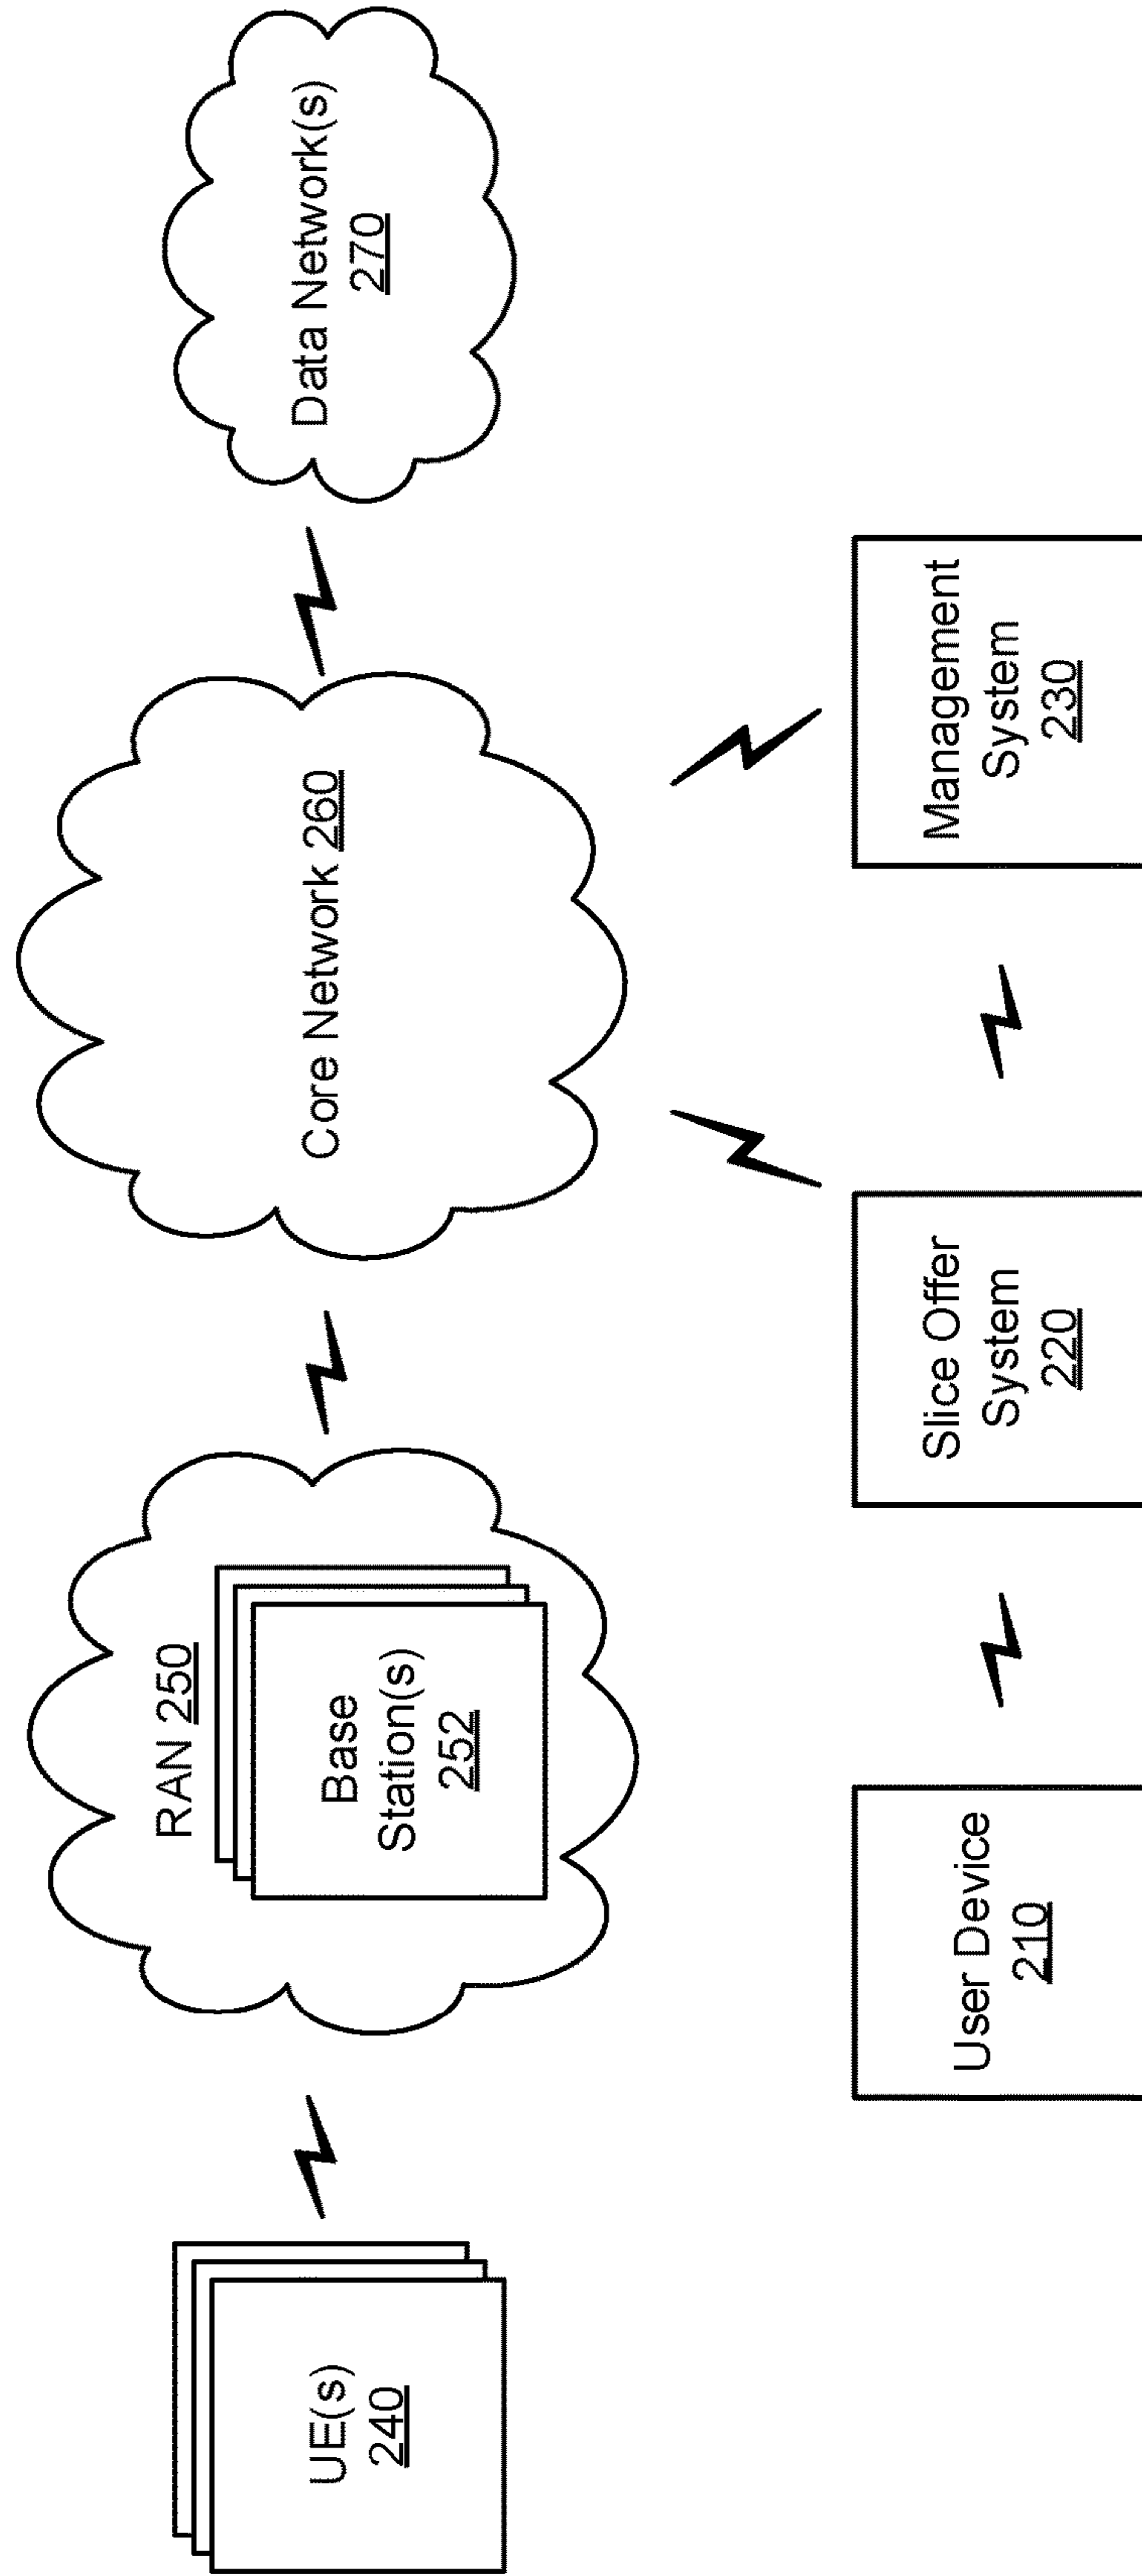 UE(s)
240
RAN 250
Base
Station(s)
252
Core Network 260
Data Network(s)
270
User Device
210
Slice Offer
System
220
Management
System
230